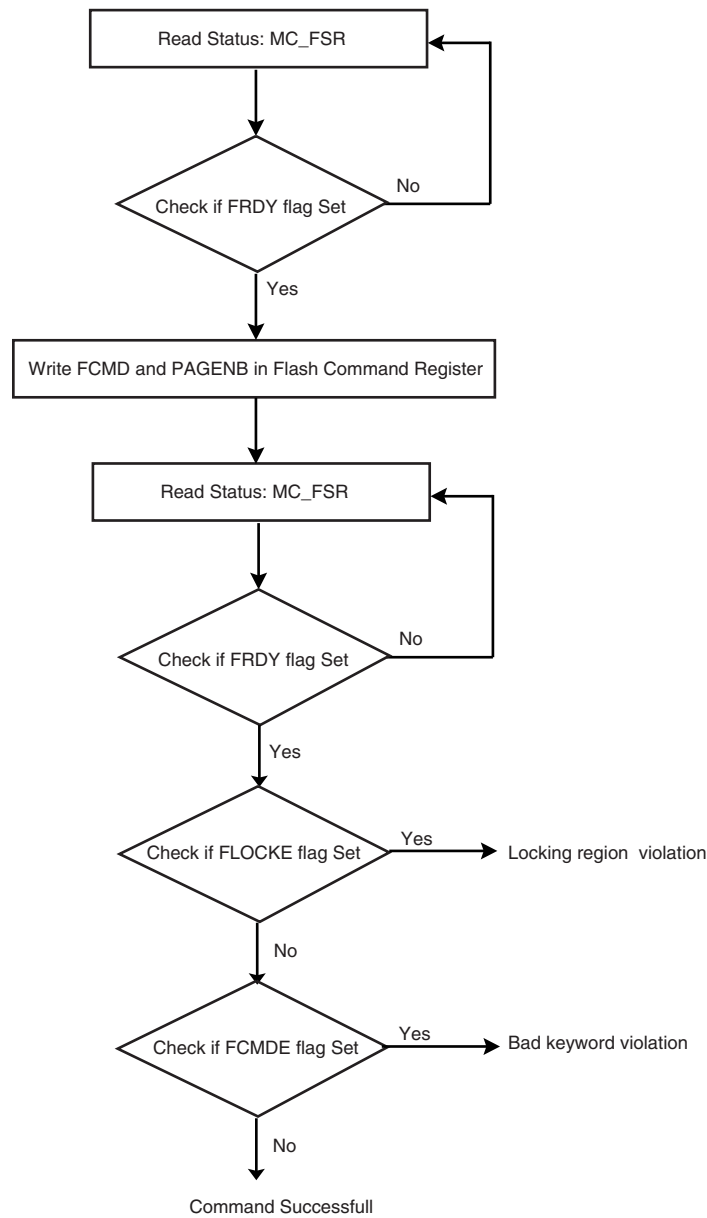 Read Status: MC_FSR
Check if FRDY flag Set
No
Yes
Write FCMD and PAGENB in Flash Command Register
Read Status: MC_FSR
Check if FRDY flag Set
No
Yes
Check if FLOCKE flag Set
Yes
Locking region violation
No
Check if FCMDE flag Set
Yes
Bad keyword violation
No
Command Successfull